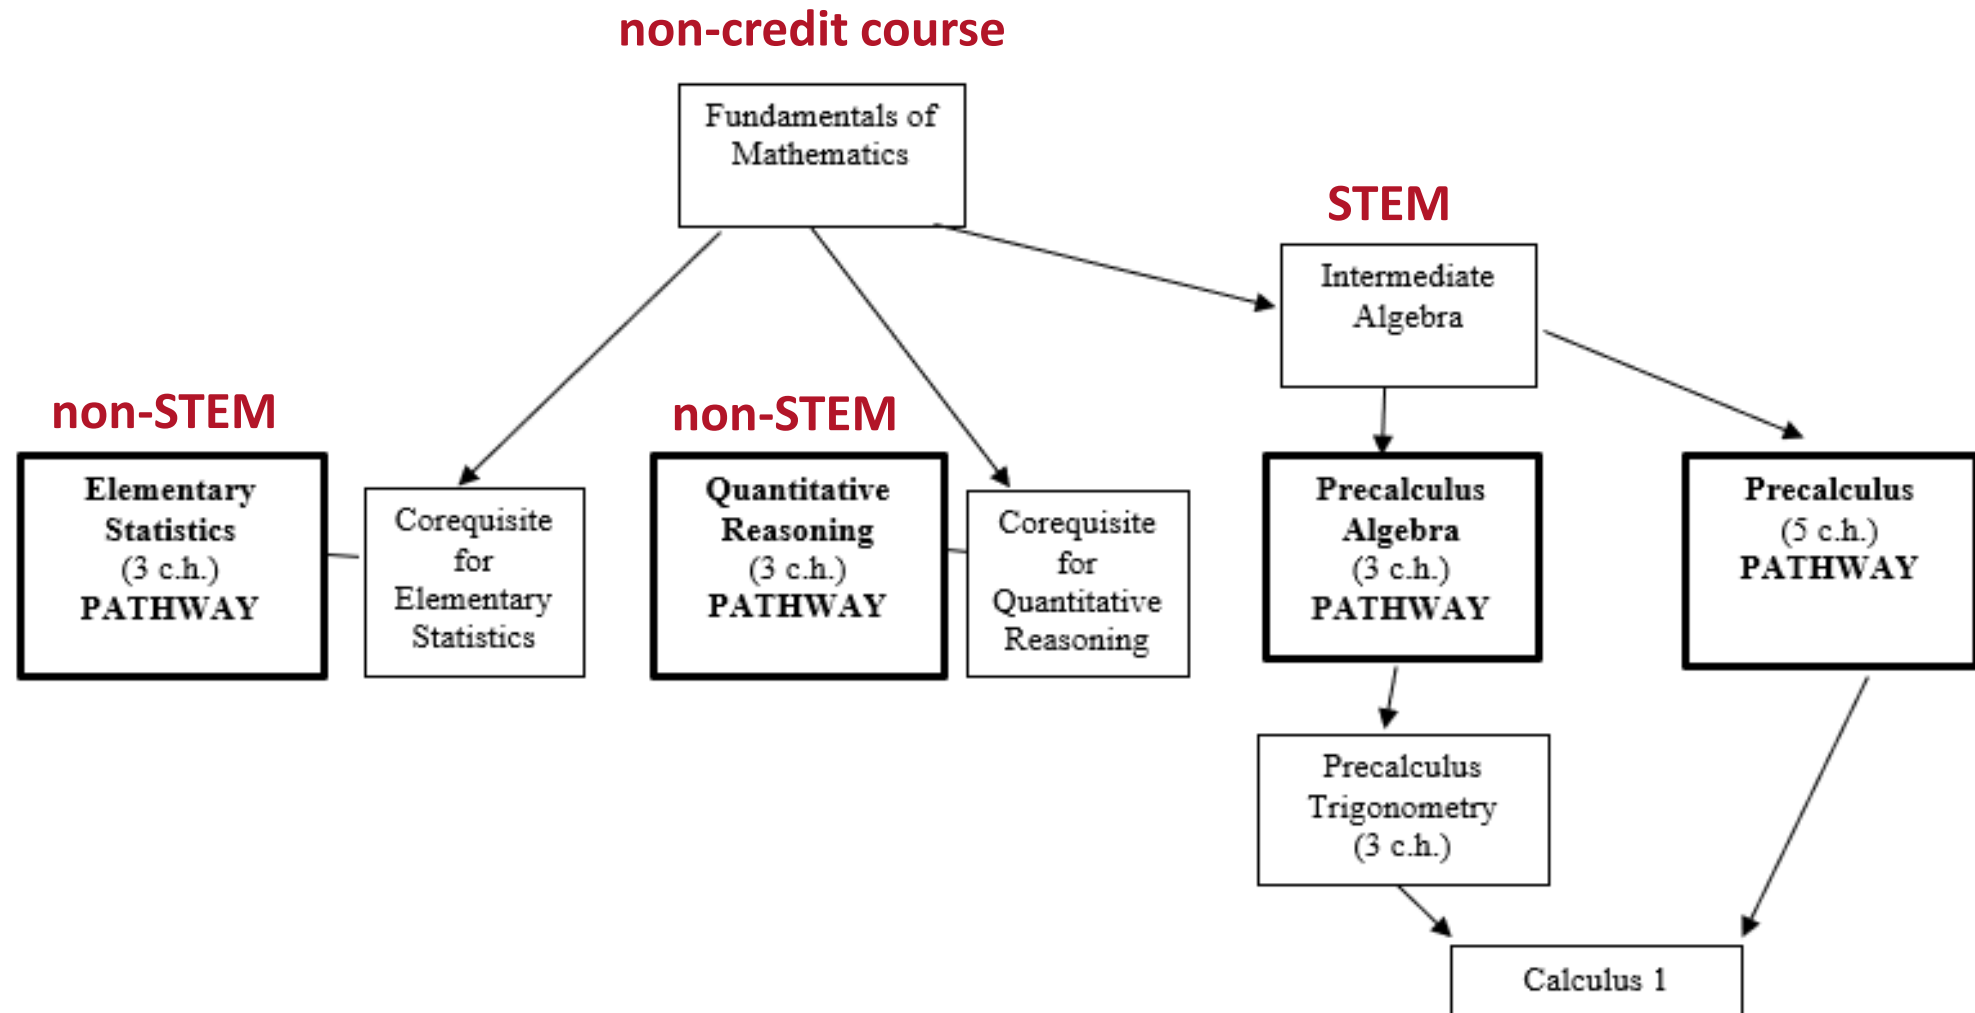 non-credit course
Fundamentals of
Mathematics
STEM
Intermediate
Algebra
non-STEM
Elementary
Statistics
(3 c.h.)
PATHWAY
Corequisite
for
Elementary
Statistics
non-STEM
Quantitative
Reasoning
(3 c.h.)
PATHWAY
Corequisite
for
Quantitative
Reasoning
Precalculus
Algebra
(3 c.h.)
PATHWAY
Precalculus
(5 c.h.)
PATHWAY
Precalculus
Trigonometry
(3 c.h.)
Calculus 1